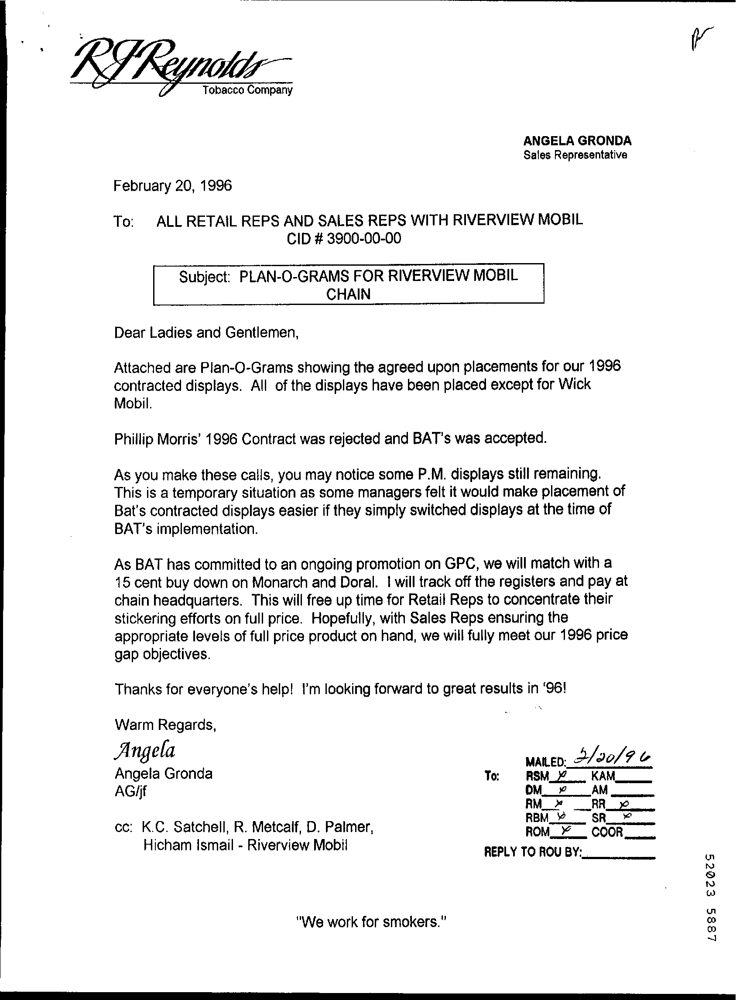 RJReynolds
Tobacco Company
ANGELA GRONDA
Sales Representative
February 20, 1996
To: ALL RETAIL REPS AND SALES REPS WITH RIVERVIEW MOBIL
CID # 3900-00-00
Subject: PLAN-O-GRAMS FOR RIVERVIEW MOBIL
CHAIN
Dear Ladies and Gentlemen,
Attached are Plan-O-Grams showing the agreed upon placements for our 1996
contracted displays. All of the displays have been placed except for Wick
Mobil.
Phillip Morris' 1996 Contract was rejected and BAT's was accepted.
As you make these calls, you may notice some P.M. displays still remaining.
This is a temporary situation as some managers felt it would make placement of
Bat's contracted displays easier if they simply switched displays at the time of
BAT's implementation.
As BAT has committed to an ongoing promotion on GPC, we will match with a
15 cent buy down on Monarch and Doral. I will track off the registers and pay at
chain headquarters. This will free up time for Retail Reps to concentrate their
stickering efforts on full price. Hopefully, with Sales Reps ensuring the
appropriate levels of full price product on hand, we will fully meet our 1996 price
gap objectives.
Thanks for everyone's help! I'm looking forward to great results in '96!
Warm Regards,
Angela
Angela Gronda
AG/jf
MAILED: 2/20/96
To: RSM x KAM
DM x AM
RM x RR x
RBM x SR x
ROM x COOR
REPLY TO ROU BY:
cc: K.C. Satchell, R. Metcalf, D. Palmer,
Hicham Ismail - Riverview Mobil
"We work for smokers."
52023 5887